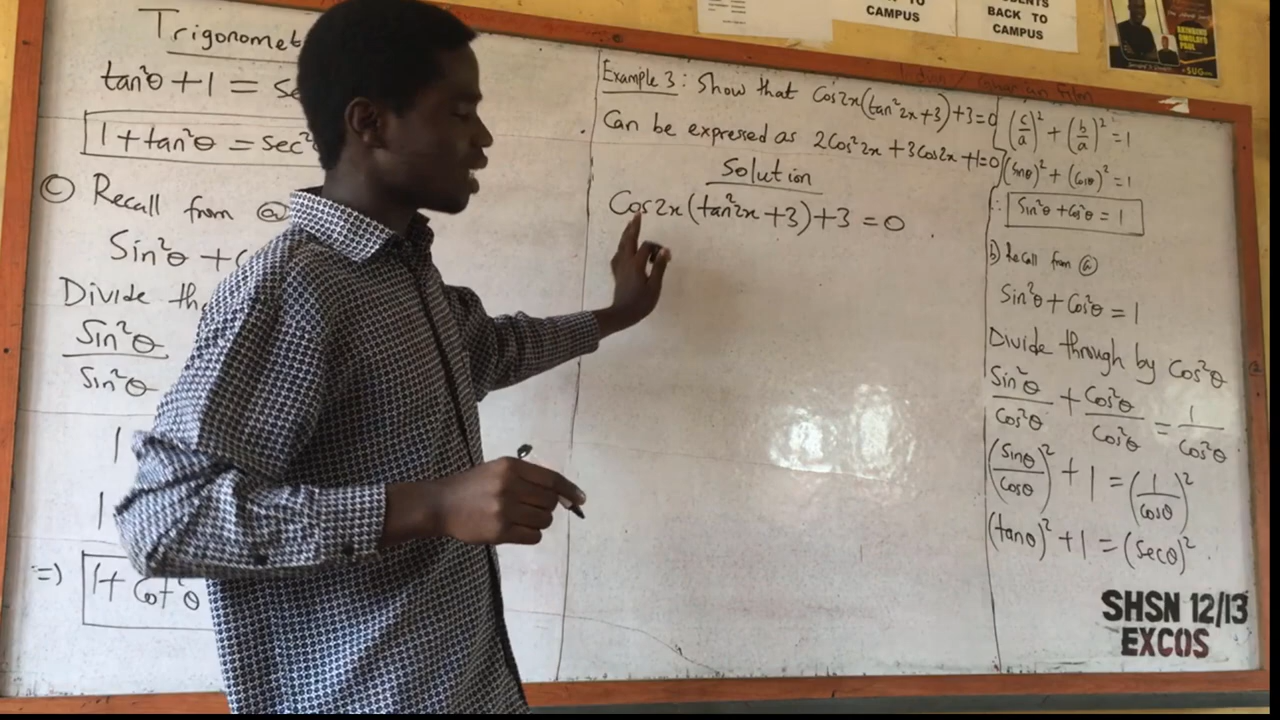 Trigonomet
tan²θ + 1 = se
1 + tan²θ = sec²
ⓒ Recall from ⓐ
Sin²θ + c
Divide th
Sin²θ
Sin²θ
1
1
=) 1 + Cot²θ
Example 3: Show that Cos2x(tan²2x + 3) + 3 = 0
Can be expressed as 2Cos²2x + 3Cos2x + 1 = 0
Solution
Cos2x(tan²2x + 3) + 3 = 0
(c/a)² + (b/a)² = 1
(Sinθ)² + (Cosθ)² = 1
∴ Sin²θ + Cos²θ = 1
b) Recall from ⓐ
Sin²θ + Cos²θ = 1
Divide through by Cos²θ
Sin²θ/Cos²θ + Cos²θ/Cos²θ = 1/Cos²θ
(Sinθ/Cosθ)² + 1 = (1/Cosθ)²
(tanθ)² + 1 = (secθ)²
SHSN 12/13
EXCOS
CAMPUS
BACK TO
CAMPUS
SUG